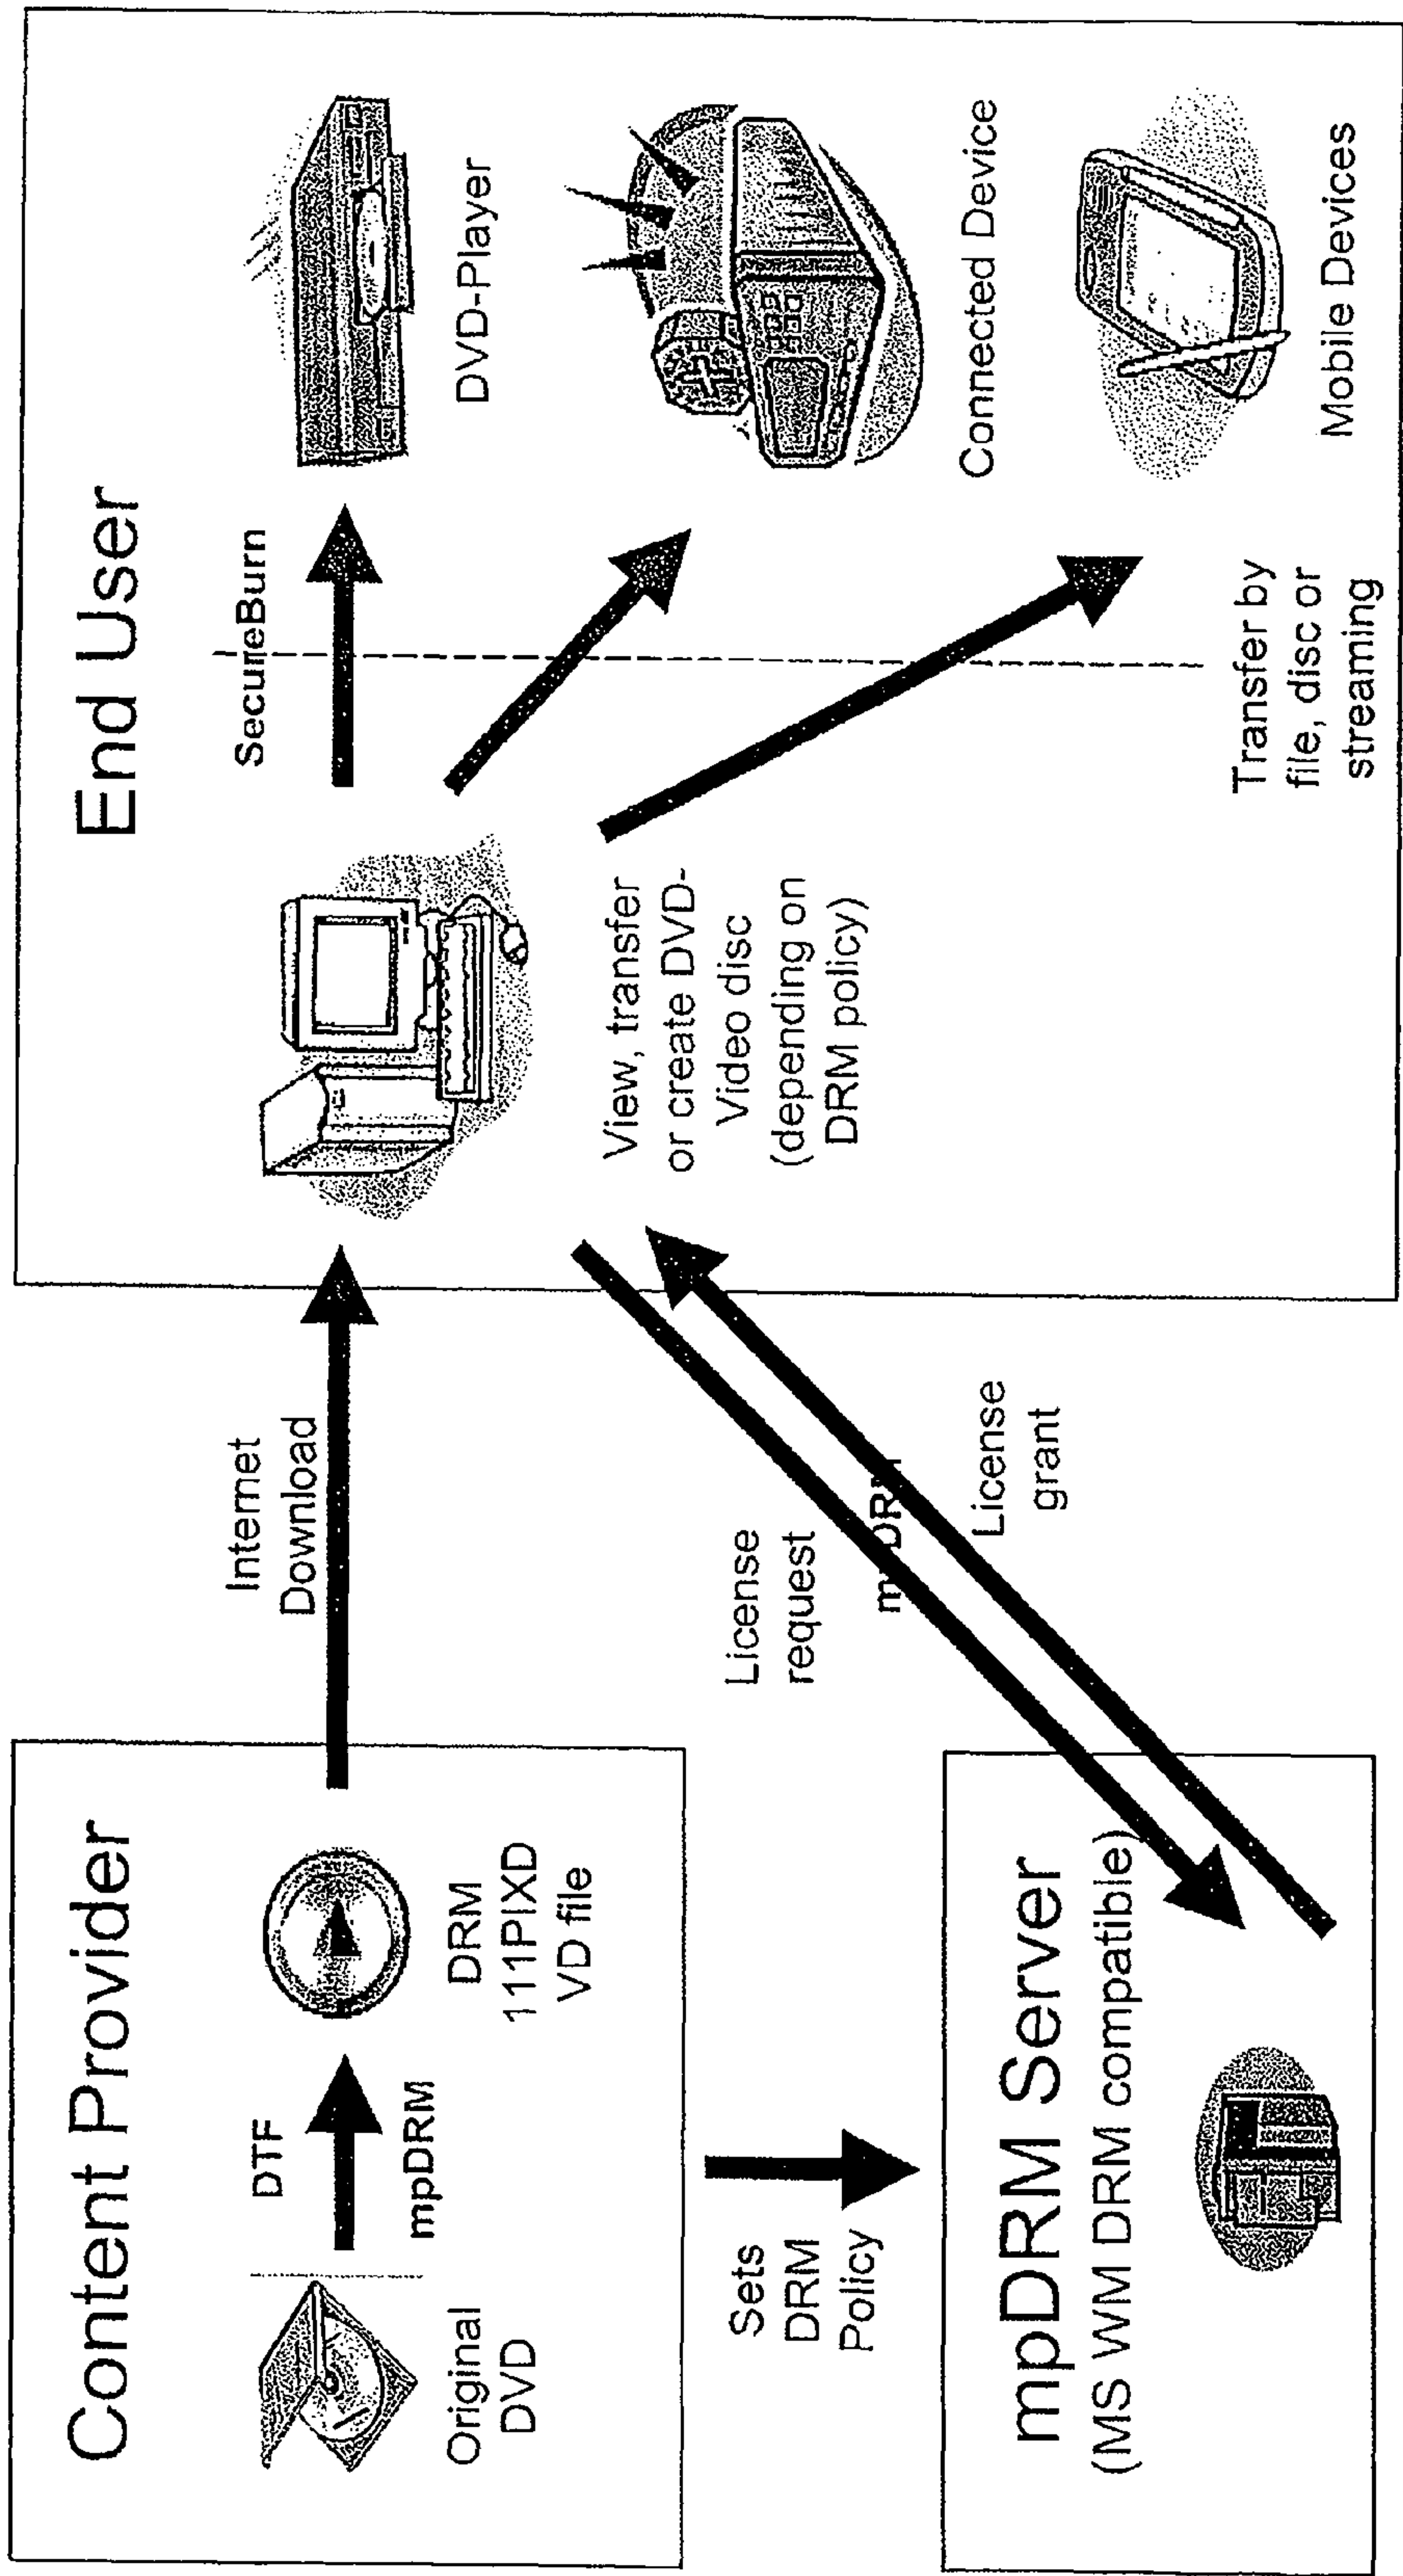 Content Provider
DTF
mpDRM
Original
DVD
DRM
111PIXD
VD file
Internet
Download
Sets
DRM
Policy
mpDRM Server
(MS WM DRM compatible)
License
request
License
grant
End User
View, transfer
or create DVD-
Video disc
(depending on
DRM policy)
SecureBurn
DVD-Player
Connected Device
Mobile Devices
Transfer by
file, disc or
streaming